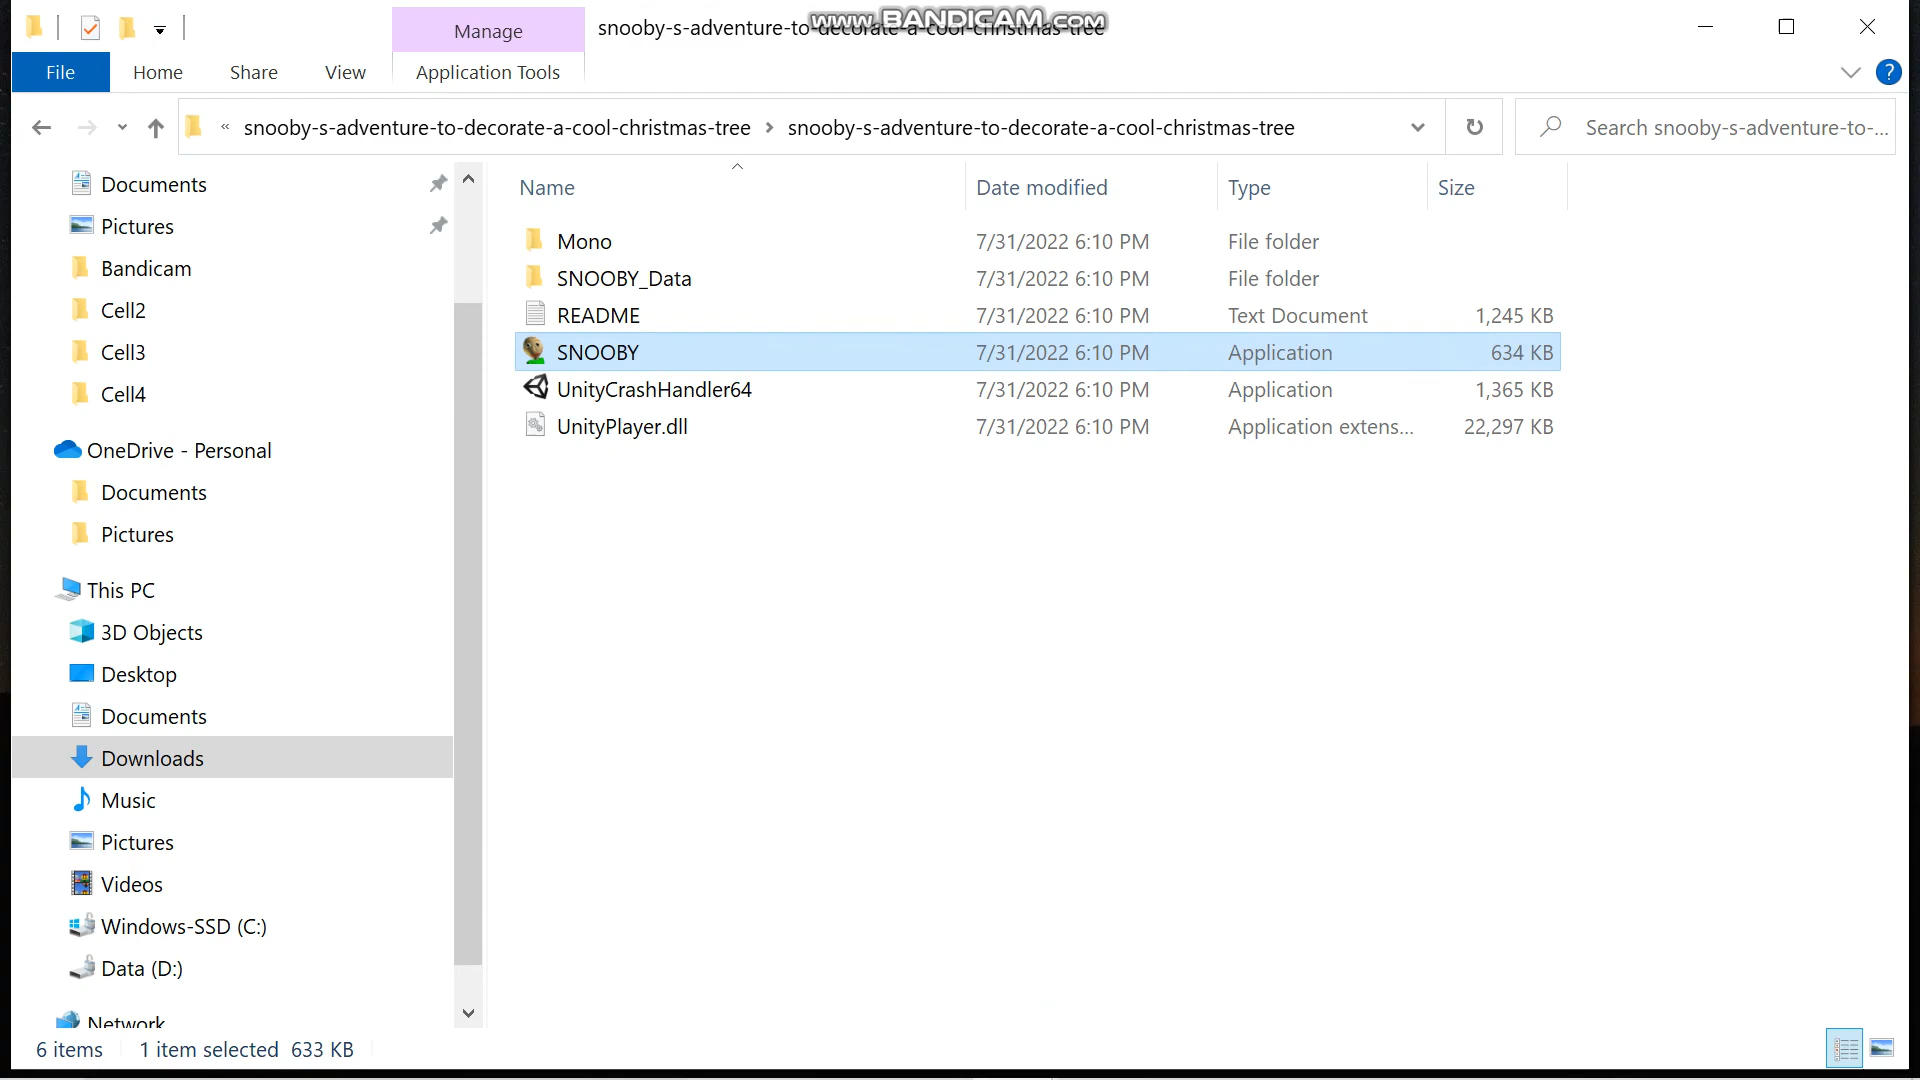 Manage
snooby-s-adventure-to-decorate-a-cool-christmas-tree
www.BANDICAM.com
File
Home
Share
View
Application Tools
?
« snooby-s-adventure-to-decorate-a-cool-christmas-tree > snooby-s-adventure-to-decorate-a-cool-christmas-tree
Search snooby-s-adventure-to-...
Documents
Pictures
Bandicam
Cell2
Cell3
Cell4
OneDrive - Personal
Documents
Pictures
This PC
3D Objects
Desktop
Documents
Downloads
Music
Pictures
Videos
Windows-SSD (C:)
Data (D:)
Network
Name Date modified Type Size
Mono 7/31/2022 6:10 PM File folder
SNOOBY_Data 7/31/2022 6:10 PM File folder
README 7/31/2022 6:10 PM Text Document 1,245 KB
SNOOBY 7/31/2022 6:10 PM Application 634 KB
UnityCrashHandler64 7/31/2022 6:10 PM Application 1,365 KB
UnityPlayer.dll 7/31/2022 6:10 PM Application extens... 22,297 KB
6 items 1 item selected 633 KB